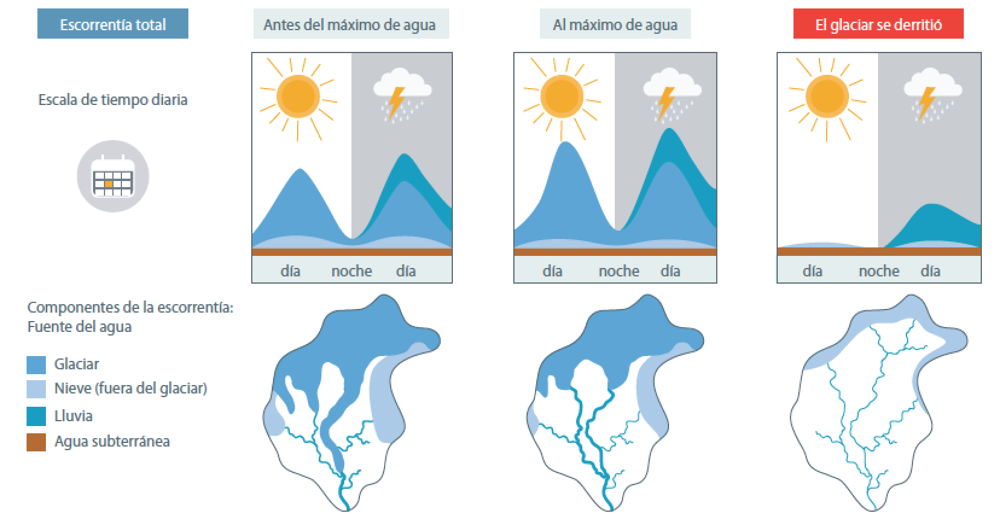 Escorrentía total
Antes del máximo de agua
Al máximo de agua
El glaciar se derritió
Escala de tiempo diaria
día noche día
día noche día
día noche día
Componentes de la escorrentía:
Fuente del agua
Glaciar
Nieve (fuera del glaciar)
Lluvia
Agua subterránea